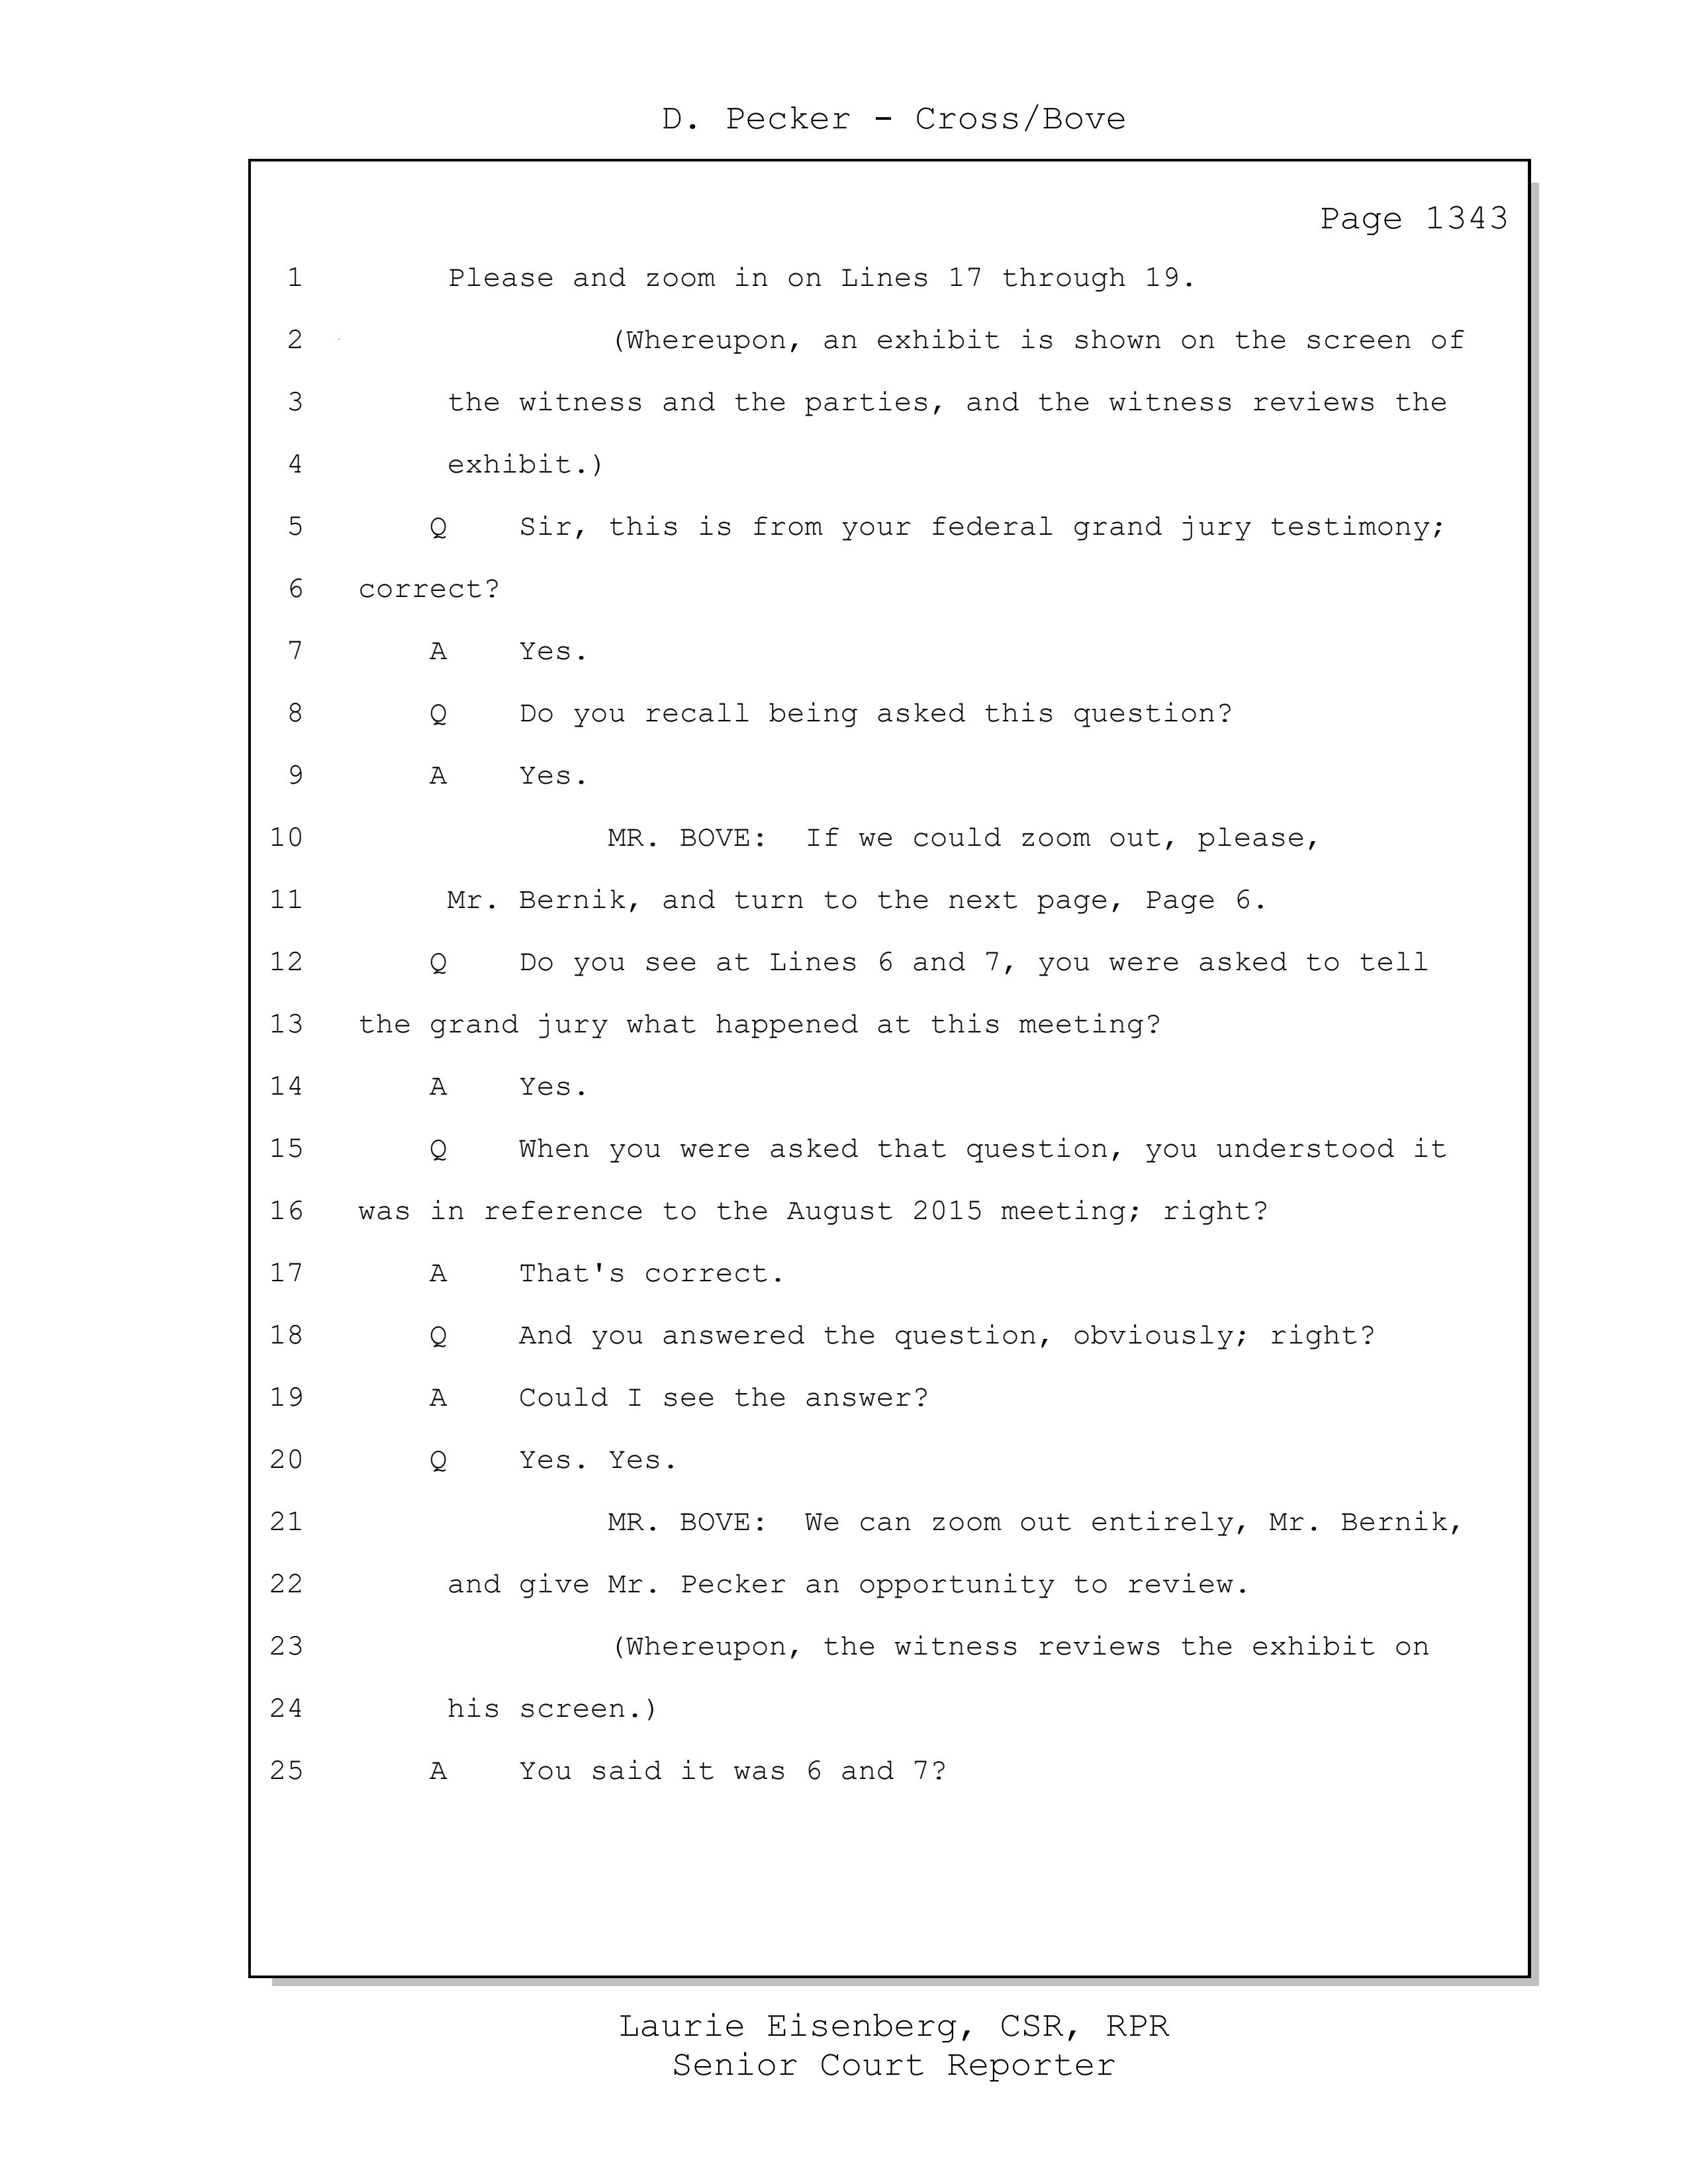 D. Pecker - Cross/Bove
Page 1343
1 Please and zoom in on Lines 17 through 19.
2 (Whereupon, an exhibit is shown on the screen of
3 the witness and the parties, and the witness reviews the
4 exhibit.)
5 Q Sir, this is from your federal grand jury testimony;
6 correct?
7 A Yes.
8 Q Do you recall being asked this question?
9 A Yes.
10 MR. BOVE: If we could zoom out, please,
11 Mr. Bernik, and turn to the next page, Page 6.
12 Q Do you see at Lines 6 and 7, you were asked to tell
13 the grand jury what happened at this meeting?
14 A Yes.
15 Q When you were asked that question, you understood it
16 was in reference to the August 2015 meeting; right?
17 A That's correct.
18 Q And you answered the question, obviously; right?
19 A Could I see the answer?
20 Q Yes. Yes.
21 MR. BOVE: We can zoom out entirely, Mr. Bernik,
22 and give Mr. Pecker an opportunity to review.
23 (Whereupon, the witness reviews the exhibit on
24 his screen.)
25 A You said it was 6 and 7?
Laurie Eisenberg, CSR, RPR
Senior Court Reporter